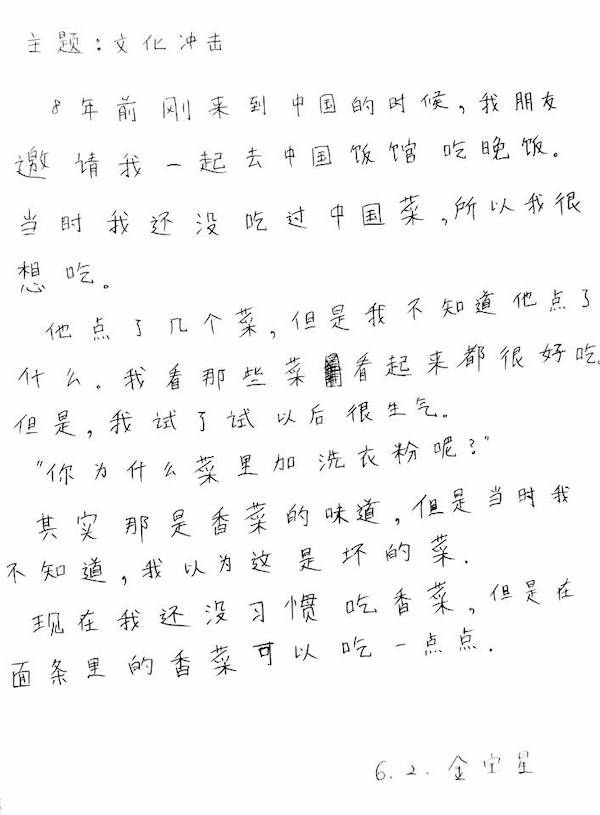 主题：文化冲击
8年前刚来到中国的时候，我朋友
邀请我一起去中国饭馆吃晚饭。
当时我还没吃过中国菜，所以我很
想吃。
他点了几个菜，但是我不知道他点了
什么。我看那些菜看起来都很好吃。
但是，我试了试以后很生气。
"你为什么菜里加洗衣粉呢？"
其实那是香菜的味道，但是当时我
不知道，我以为这是坏的菜．
现在我还没习惯吃香菜，但是在
面条里的香菜可以吃一点点．
6.2.金宝星